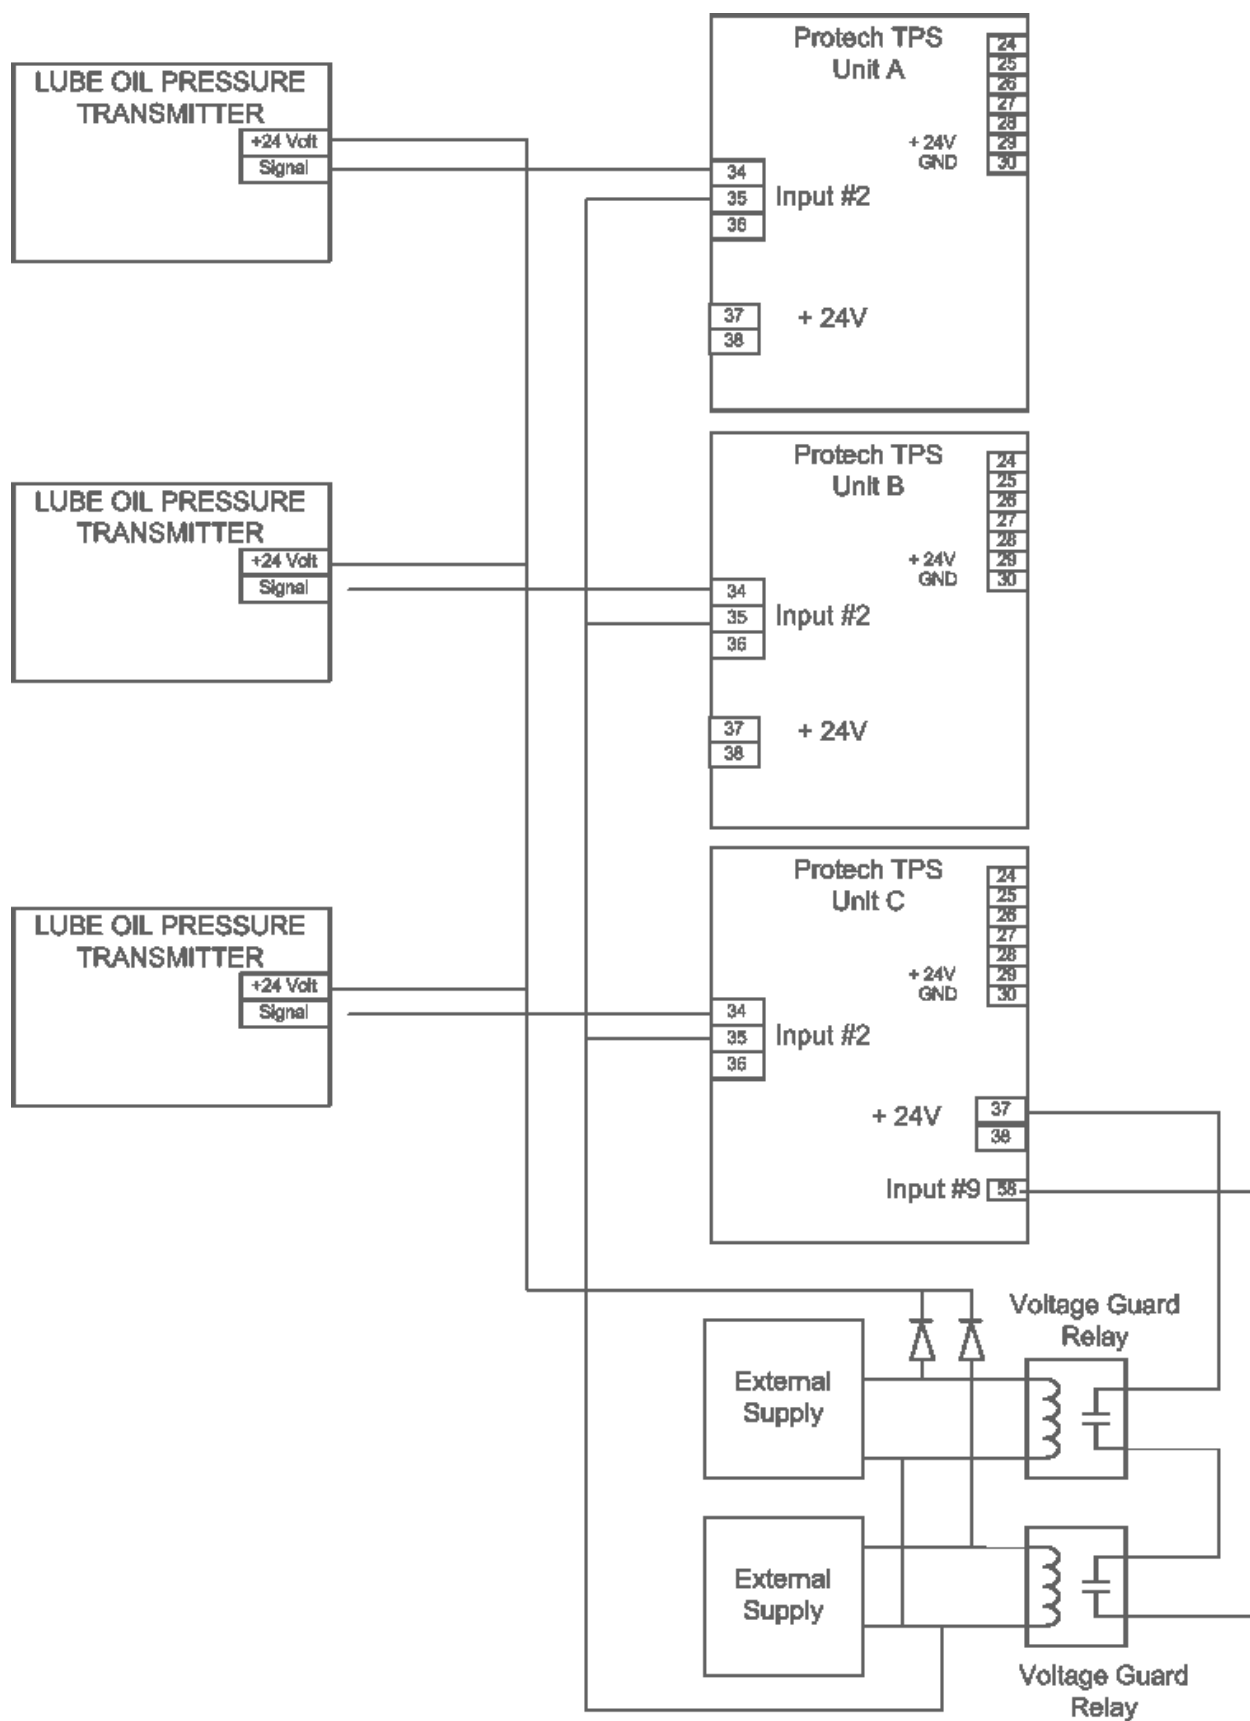 Protech TPS
Unit A
24
25
26
27
28
+ 24V
29
GND
30
LUBE OIL PRESSURE
TRANSMITTER
+24 Volt
Signal
34
35
Input #2
36
37
+ 24V
38
Protech TPS
Unit B
24
25
26
27
28
+ 24V
29
GND
30
LUBE OIL PRESSURE
TRANSMITTER
+24 Volt
Signal
34
35
Input #2
36
37
+ 24V
38
Protech TPS
Unit C
24
25
26
27
28
+ 24V
29
GND
30
LUBE OIL PRESSURE
TRANSMITTER
+24 Volt
Signal
34
35
Input #2
36
+ 24V
37
38
Input #9
58
Voltage Guard
Relay
External
Supply
External
Supply
Voltage Guard
Relay